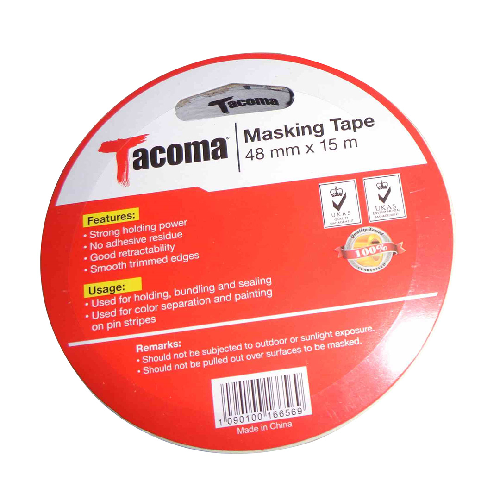 Tacoma
Tacoma
Masking Tape
48 mm x 15 m
UKAS
UKAS
Features:
• Strong holding power
• No adhesive residue
• Good retractability
• Smooth trimmed edges
100%
Usage:
• Used for holding, bundling and sealing
• Used for color separation and painting
on pin stripes
Remarks:
• Should not be subjected to outdoor or sunlight exposure.
• Should not be pulled out over surfaces to be masked.
1 090100 166569
Made in China